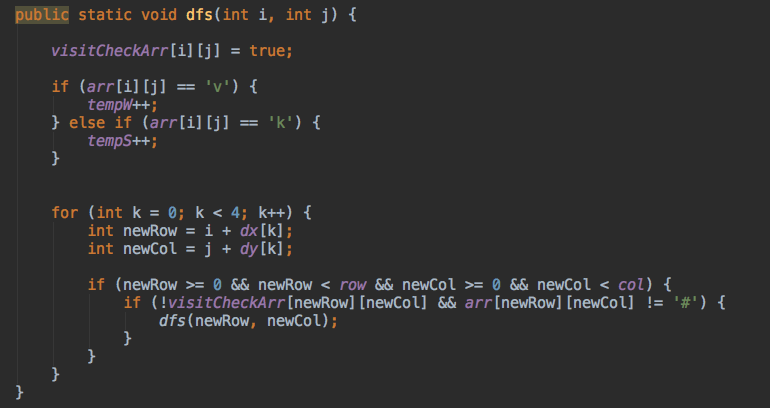 public static void dfs(int i, int j) {
visitCheckArr[i][j] = true;
if (arr[i][j] == 'v') {
tempW++;
} else if (arr[i][j] == 'k') {
tempS++;
}
for (int k = 0; k < 4; k++) {
int newRow = i + dx[k];
int newCol = j + dy[k];
if (newRow >= 0 && newRow < row && newCol >= 0 && newCol < col) {
if (!visitCheckArr[newRow][newCol] && arr[newRow][newCol] != '#') {
dfs(newRow, newCol);
}
}
}
}